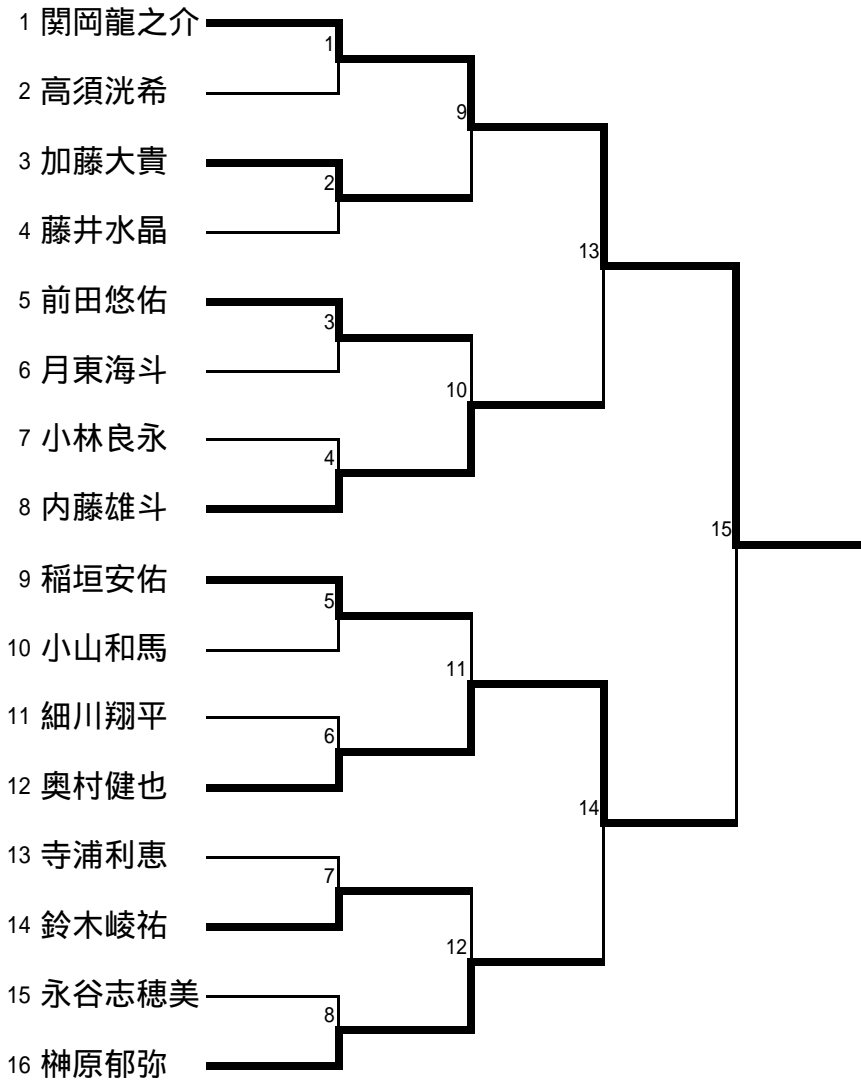 1 関岡龍之介
1
2 高須洸希
9
3 加藤大貴
2
4 藤井水晶
13
5 前田悠佑
3
6 月東海斗
10
7 小林良永
4
8 内藤雄斗
15
9 稲垣安佑
5
10 小山和馬
11
11 細川翔平
6
12 奥村健也
14
13 寺浦利恵
7
14 鈴木崚祐
12
15 永谷志穂美
8
16 榊原郁弥